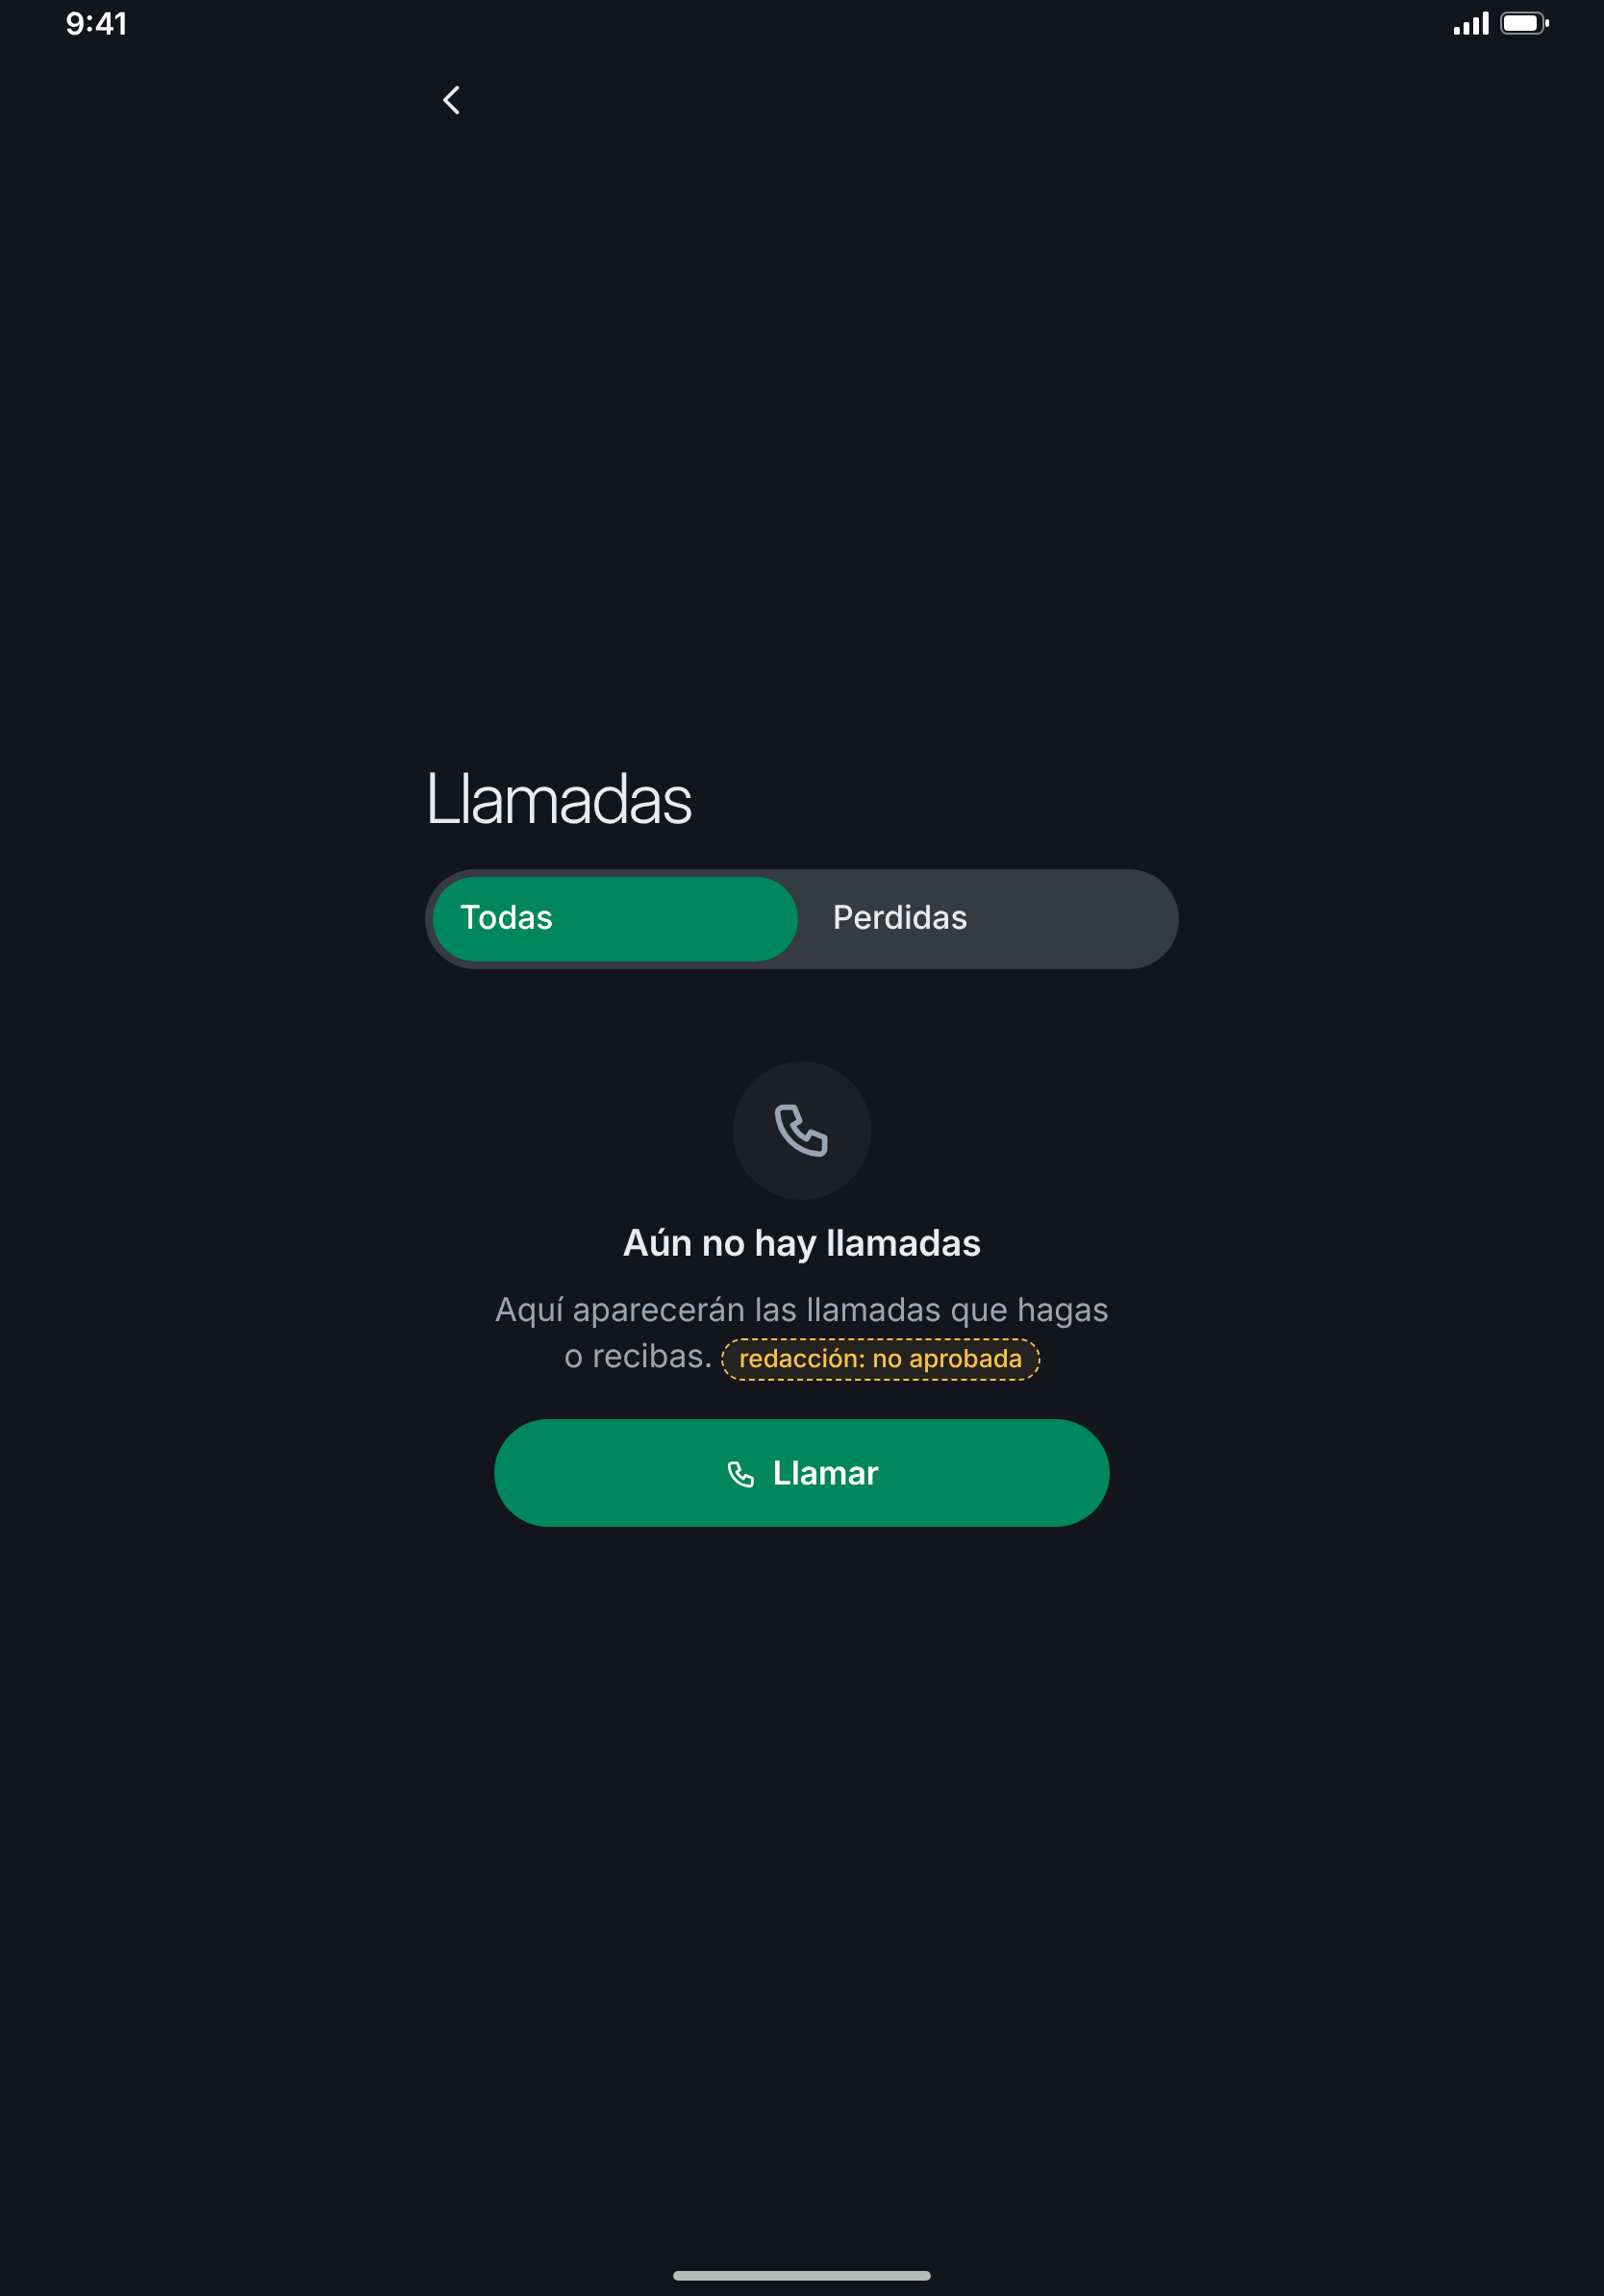 9:41
Llamadas
Todas
Perdidas
Aún no hay llamadas
Aquí aparecerán las llamadas que hagas
o recibas. redacción: no aprobada
Llamar